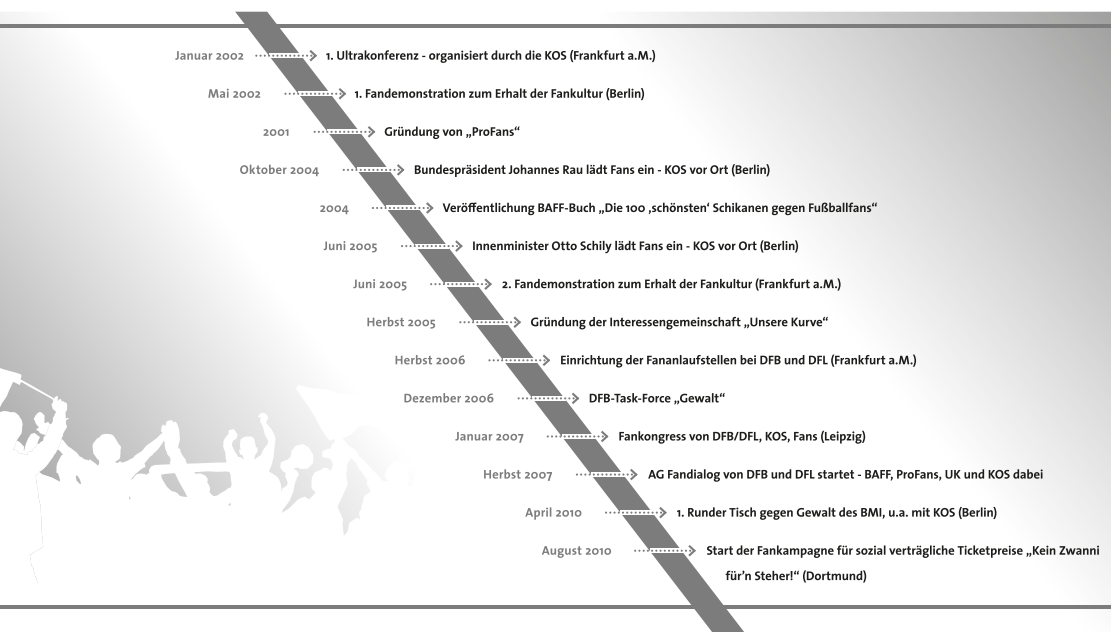 Januar 2002 1. Ultrakonferenz - organisiert durch die KOS (Frankfurt a.M.)
Mai 2002 1. Fandemonstration zum Erhalt der Fankultur (Berlin)
2001 Gründung von „ProFans“
Oktober 2004 Bundespräsident Johannes Rau lädt Fans ein - KOS vor Ort (Berlin)
2004 Veröffentlichung BAFF-Buch „Die 100 ‚schönsten‘ Schikanen gegen Fußballfans“
Juni 2005 Innenminister Otto Schily lädt Fans ein - KOS vor Ort (Berlin)
Juni 2005 2. Fandemonstration zum Erhalt der Fankultur (Frankfurt a.M.)
Herbst 2005 Gründung der Interessengemeinschaft „Unsere Kurve“
Herbst 2006 Einrichtung der Fananlaufstellen bei DFB und DFL (Frankfurt a.M.)
Dezember 2006 DFB-Task-Force „Gewalt“
Januar 2007 Fankongress von DFB/DFL, KOS, Fans (Leipzig)
Herbst 2007 AG Fandialog von DFB und DFL startet - BAFF, ProFans, UK und KOS dabei
April 2010 1. Runder Tisch gegen Gewalt des BMI, u.a. mit KOS (Berlin)
August 2010 Start der Fankampagne für sozial verträgliche Ticketpreise „Kein Zwanni
für’n Steher!“ (Dortmund)